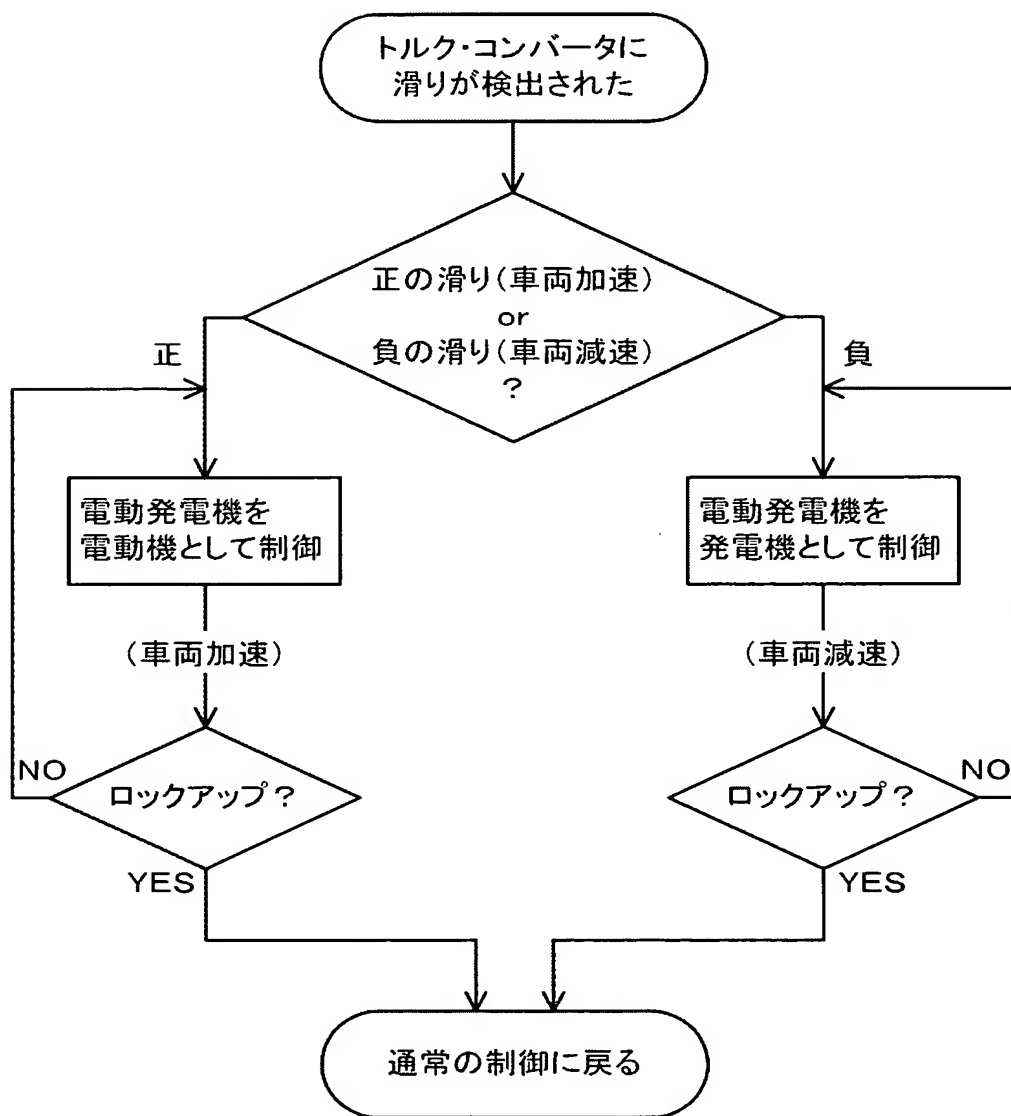 トルク・コンバータに
滑りが検出された
正の滑り(車両加速)
or
負の滑り(車両減速)
?
正
負
電動発電機を
電動機として制御
電動発電機を
発電機として制御
(車両加速)
(車両減速)
NO
ロックアップ?
ロックアップ?
NO
YES
YES
通常の制御に戻る